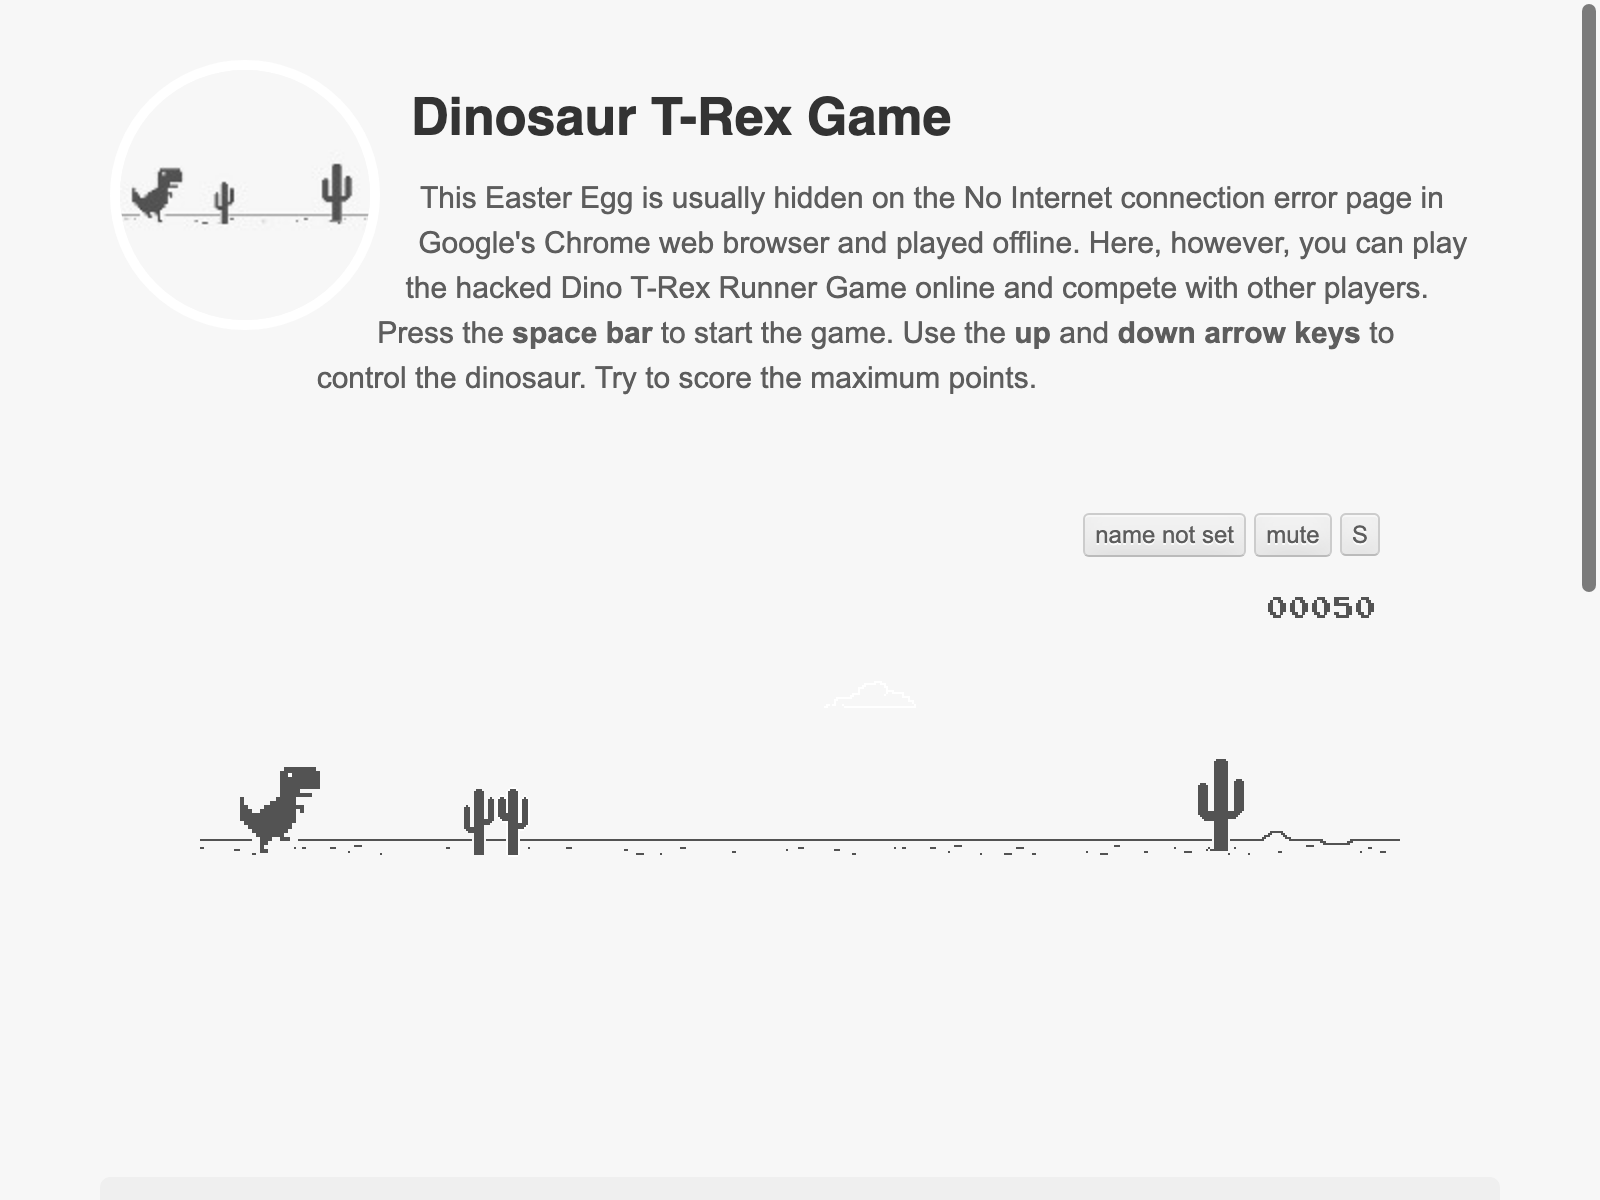 Dinosaur T-Rex Game
This Easter Egg is usually hidden on the No Internet connection error page in
Google's Chrome web browser and played offline. Here, however, you can play
the hacked Dino T-Rex Runner Game online and compete with other players.
Press the space bar to start the game. Use the up and down arrow keys to
control the dinosaur. Try to score the maximum points.
name not set mute S
00050